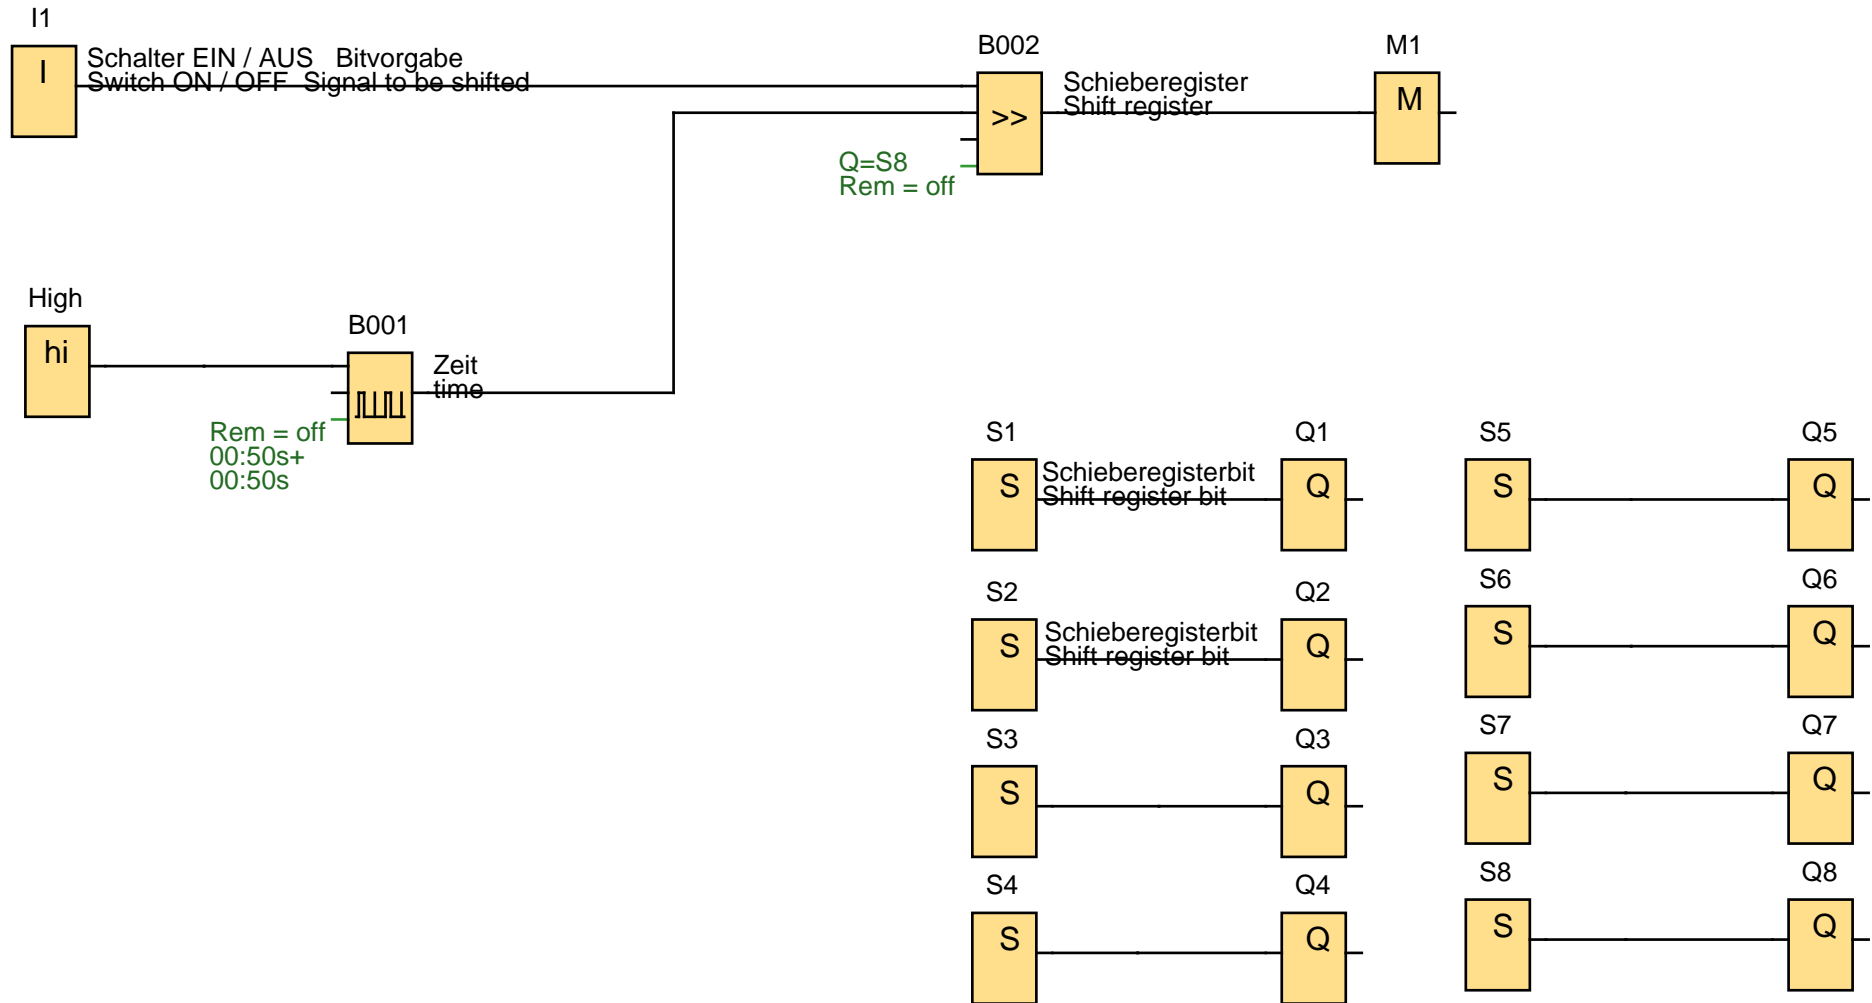 I1
I
Schalter EIN / AUS   Bitvorgabe
Switch ON / OFF  Signal to be shifted
B002
>>
Schieberegister
Shift register
M1
M
Q=S8
Rem = off
High
hi
B001
Zeit
time
Rem = off
00:50s+
00:50s
S1
S
Schieberegisterbit
Shift register bit
Q1
Q
S5
S
Q5
Q
S2
S
Schieberegisterbit
Shift register bit
Q2
Q
S6
S
Q6
Q
S3
S
Q3
Q
S7
S
Q7
Q
S4
S
Q4
Q
S8
S
Q8
Q